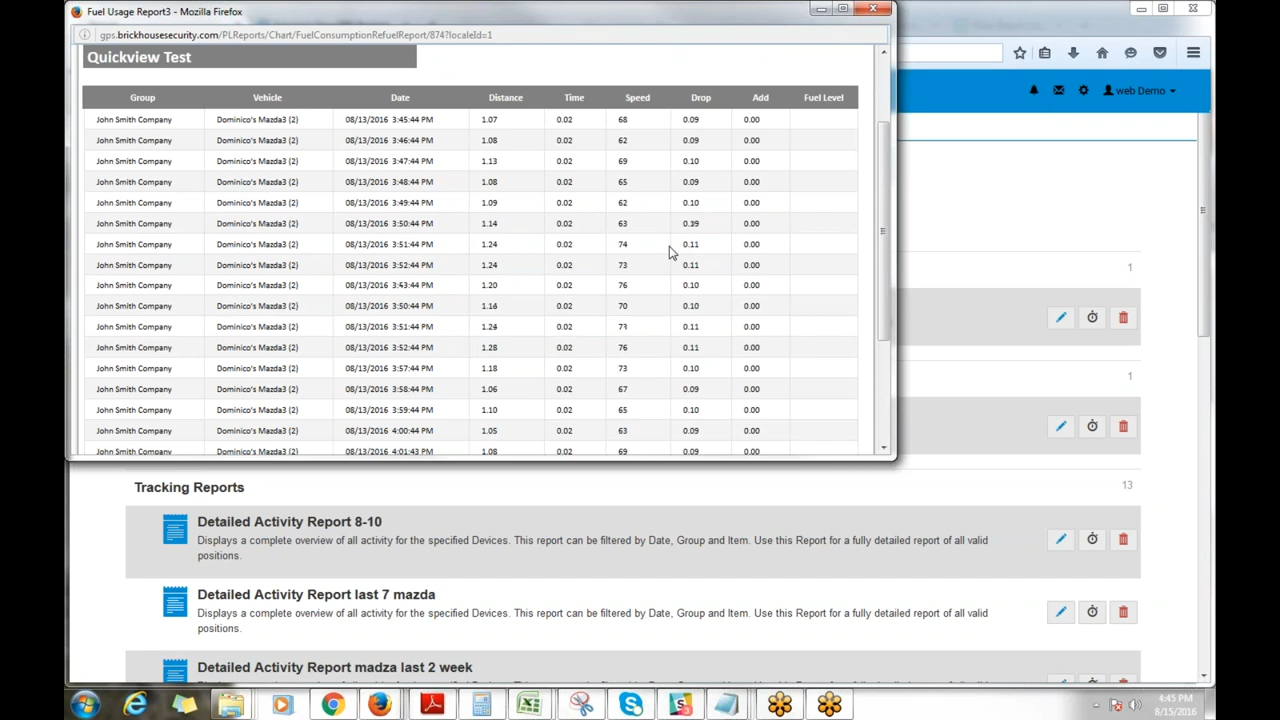 Fuel Usage Report3 - Mozilla Firefox
gps.brickhousesecurity.com/PLReports/Chart/FuelConsumptionRefuelReport/874?localeId=1
Quickview Test
Group Vehicle Date Distance Time Speed Drop Add Fuel Level
John Smith Company Dominico's Mazda3 (2) 08/13/2016 3:45:44 PM 1.07 0.02 68 0.09 0.00
John Smith Company Dominico's Mazda3 (2) 08/13/2016 3:46:44 PM 1.08 0.02 62 0.09 0.00
John Smith Company Dominico's Mazda3 (2) 08/13/2016 3:47:44 PM 1.13 0.02 69 0.10 0.00
John Smith Company Dominico's Mazda3 (2) 08/13/2016 3:48:44 PM 1.08 0.02 65 0.09 0.00
John Smith Company Dominico's Mazda3 (2) 08/13/2016 3:49:44 PM 1.09 0.02 62 0.10 0.00
John Smith Company Dominico's Mazda3 (2) 08/13/2016 3:50:44 PM 1.14 0.02 63 0.39 0.00
John Smith Company Dominico's Mazda3 (2) 08/13/2016 3:51:44 PM 1.24 0.02 74 0.11 0.00
John Smith Company Dominico's Mazda3 (2) 08/13/2016 3:52:44 PM 1.24 0.02 73 0.11 0.00
John Smith Company Dominico's Mazda3 (2) 08/13/2016 3:43:44 PM 1.20 0.02 76 0.10 0.00
John Smith Company Dominico's Mazda3 (2) 08/13/2016 3:50:44 PM 1.16 0.02 70 0.10 0.00
John Smith Company Dominico's Mazda3 (2) 08/13/2016 3:51:44 PM 1.24 0.02 73 0.11 0.00
John Smith Company Dominico's Mazda3 (2) 08/13/2016 3:52:44 PM 1.28 0.02 76 0.11 0.00
John Smith Company Dominico's Mazda3 (2) 08/13/2016 3:57:44 PM 1.18 0.02 73 0.10 0.00
John Smith Company Dominico's Mazda3 (2) 08/13/2016 3:58:44 PM 1.06 0.02 67 0.09 0.00
John Smith Company Dominico's Mazda3 (2) 08/13/2016 3:59:44 PM 1.10 0.02 65 0.10 0.00
John Smith Company Dominico's Mazda3 (2) 08/13/2016 4:00:44 PM 1.05 0.02 63 0.09 0.00
John Smith Company Dominico's Mazda3 (2) 08/13/2016 4:01:43 PM 1.08 0.02 69 0.09 0.00
web Demo
1
1
Tracking Reports 13
Detailed Activity Report 8-10
Displays a complete overview of all activity for the specified Devices. This report can be filtered by Date, Group and Item. Use this Report for a fully detailed report of all valid
positions.
Detailed Activity Report last 7 mazda
Displays a complete overview of all activity for the specified Devices. This report can be filtered by Date, Group and Item. Use this Report for a fully detailed report of all valid
positions.
Detailed Activity Report madza last 2 week
4:45 PM
8/15/2016